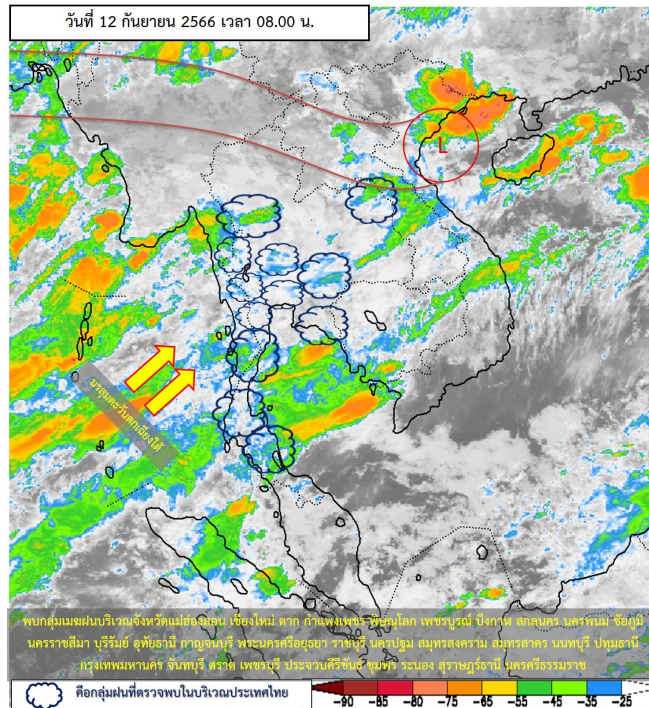 วันที่ 12 กันยายน 2566 เวลา 08.00 น.
L
มรสุมตะวันตกเฉียงใต้
พบกลุ่มเมฆฝนบริเวณจังหวัดแม่ฮ่องสอน เชียงใหม่ ตาก กำแพงเพชร พิษณุโลก เพชรบูรณ์ บึงกาฬ สกลนคร นครพนม ชัยภูมิ
นครราชสีมา บุรีรัมย์ อุทัยธานี กาญจนบุรี พระนครศรีอยุธยา ราชบุรี นครปฐม สมุทรสงคราม สมุทรสาคร นนทบุรี ปทุมธานี
กรุงเทพมหานคร จันทบุรี ตราด เพชรบุรี ประจวบคีรีขันธ์ ชุมพร ระนอง สุราษฎร์ธานี นครศรีธรรมราช
คือกลุ่มฝนที่ตรวจพบในบริเวณประเทศไทย
-90 -85 -80 -75 -65 -55 -45 -35 -25